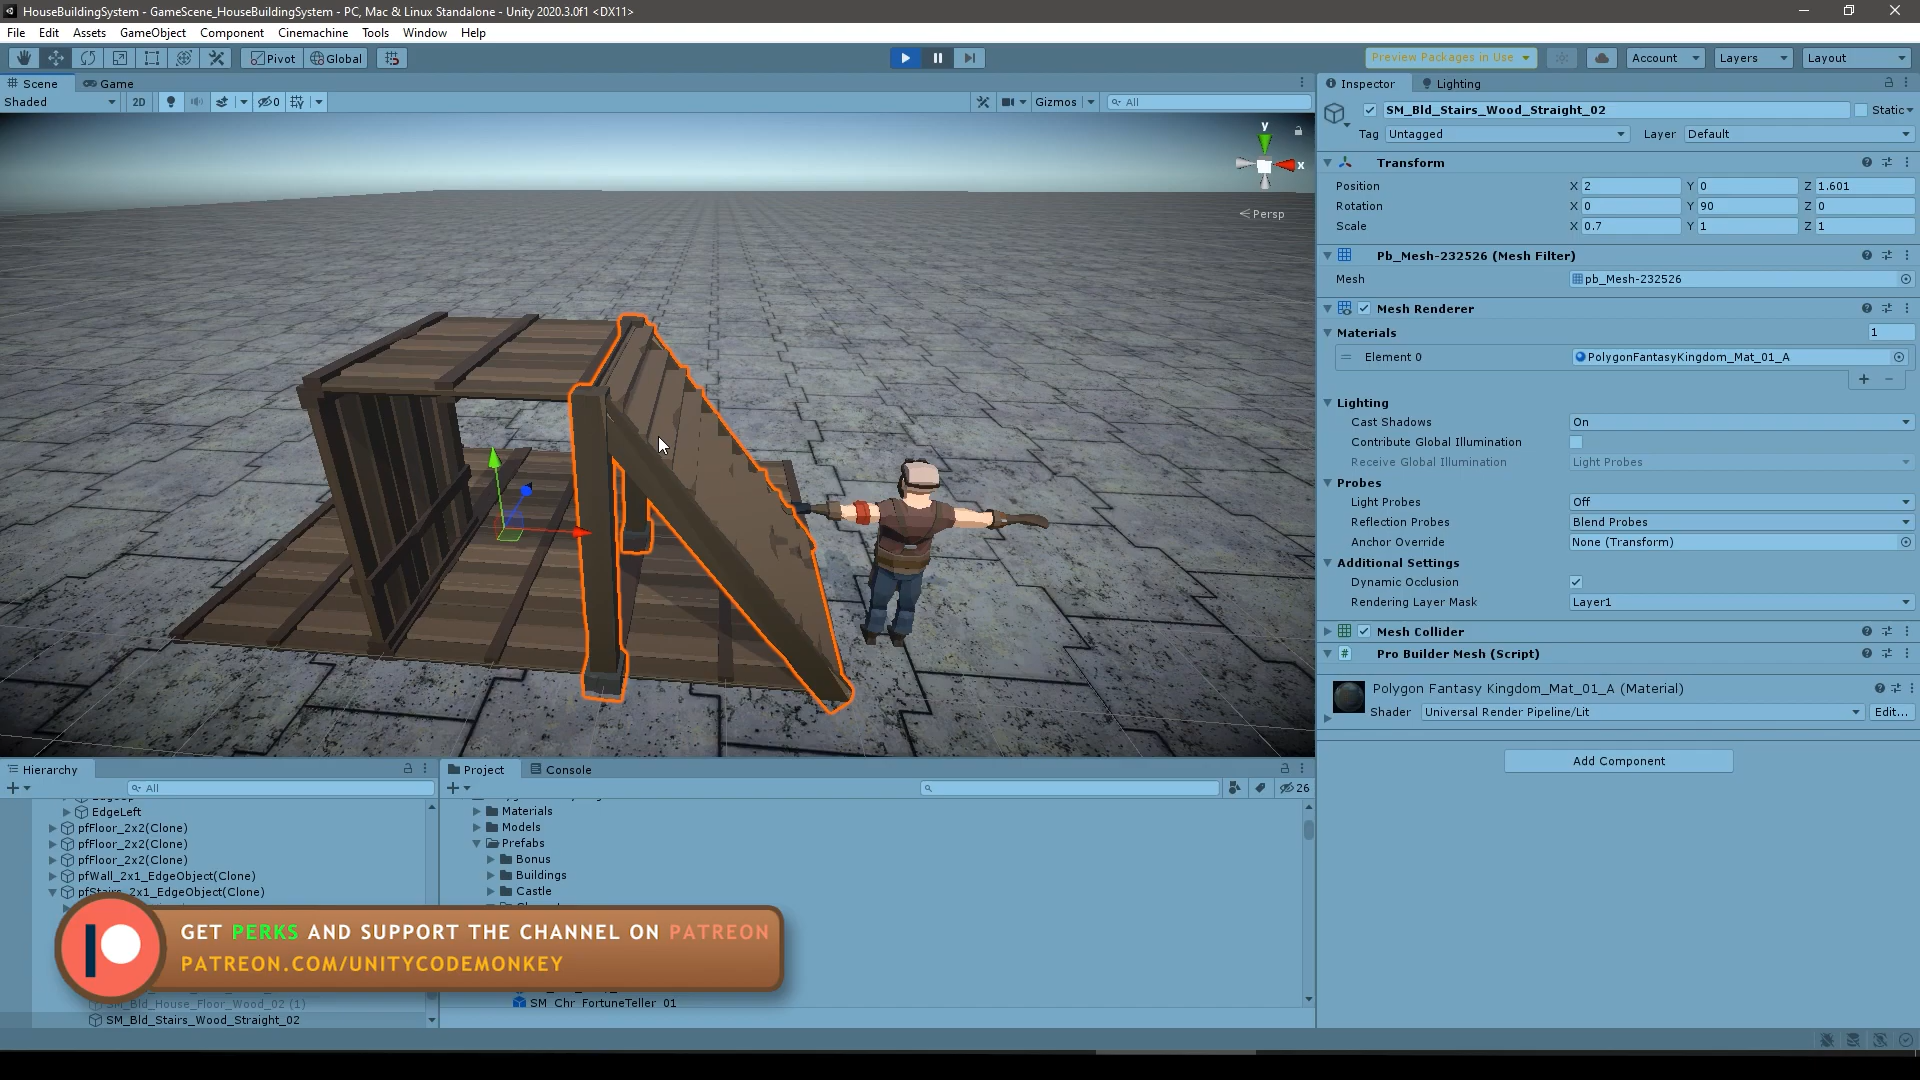 HouseBuildingSystem - GameScene_HouseBuildingSystem - PC, Mac & Linux Standalone - Unity 2020.3.0f1 <DX11>
File Edit Assets GameObject Component Cinemachine Tools Window Help
Pivot Global Preview Packages in Use Account Layers Layout
Scene Game
Shaded 2D 0 Gizmos All
y
x
Persp
Inspector Lighting
SM_Bld_Stairs_Wood_Straight_02 Static
Tag Untagged Layer Default
Transform
Position X 2 Y 0 Z 1.601
Rotation X 0 Y 90 Z 0
Scale X 0.7 Y 1 Z 1
Pb_Mesh-232526 (Mesh Filter)
Mesh pb_Mesh-232526
Mesh Renderer
Materials 1
Element 0 PolygonFantasyKingdom_Mat_01_A
Lighting
Cast Shadows On
Contribute Global Illumination
Receive Global Illumination Light Probes
Probes
Light Probes Off
Reflection Probes Blend Probes
Anchor Override None (Transform)
Additional Settings
Dynamic Occlusion
Rendering Layer Mask Layer1
Mesh Collider
Pro Builder Mesh (Script)
Polygon Fantasy Kingdom_Mat_01_A (Material)
Shader Universal Render Pipeline/Lit Edit...
Add Component
Hierarchy
All
EdgeLeft
pfFloor_2x2(Clone)
pfFloor_2x2(Clone)
pfFloor_2x2(Clone)
pfWall_2x1_EdgeObject(Clone)
pfStairs_2x1_EdgeObject(Clone)
SM_Bld_House_Floor_Wood_02 (1)
SM_Bld_Stairs_Wood_Straight_02
Project Console
26
Materials
Models
Prefabs
Bonus
Buildings
Castle
SM_Chr_FortuneTeller_01
GET PERKS AND SUPPORT THE CHANNEL ON PATREON
PATREON.COM/UNITYCODEMONKEY